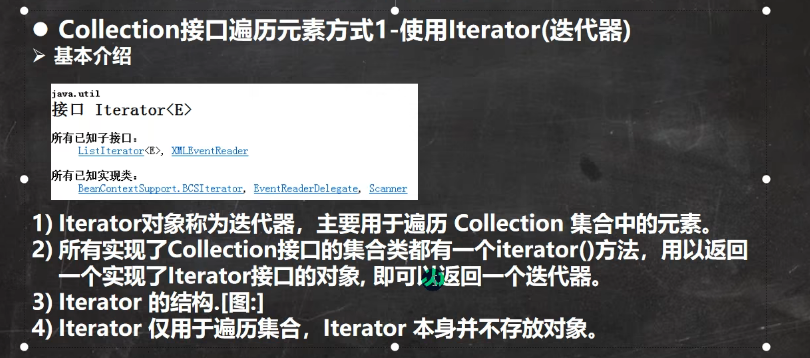 ● Collection接口遍历元素方式1-使用Iterator(迭代器)
➢ 基本介绍
java.util
接口 Iterator<E>
所有已知子接口：
ListIterator<E>, XMLEventReader
所有已知实现类：
BeanContextSupport.BCSIterator, EventReaderDelegate, Scanner
1) Iterator对象称为迭代器，主要用于遍历 Collection 集合中的元素。
2) 所有实现了Collection接口的集合类都有一个iterator()方法，用以返回
一个实现了Iterator接口的对象, 即可以返回一个迭代器。
3) Iterator 的结构.[图:]
4) Iterator 仅用于遍历集合，Iterator 本身并不存放对象。